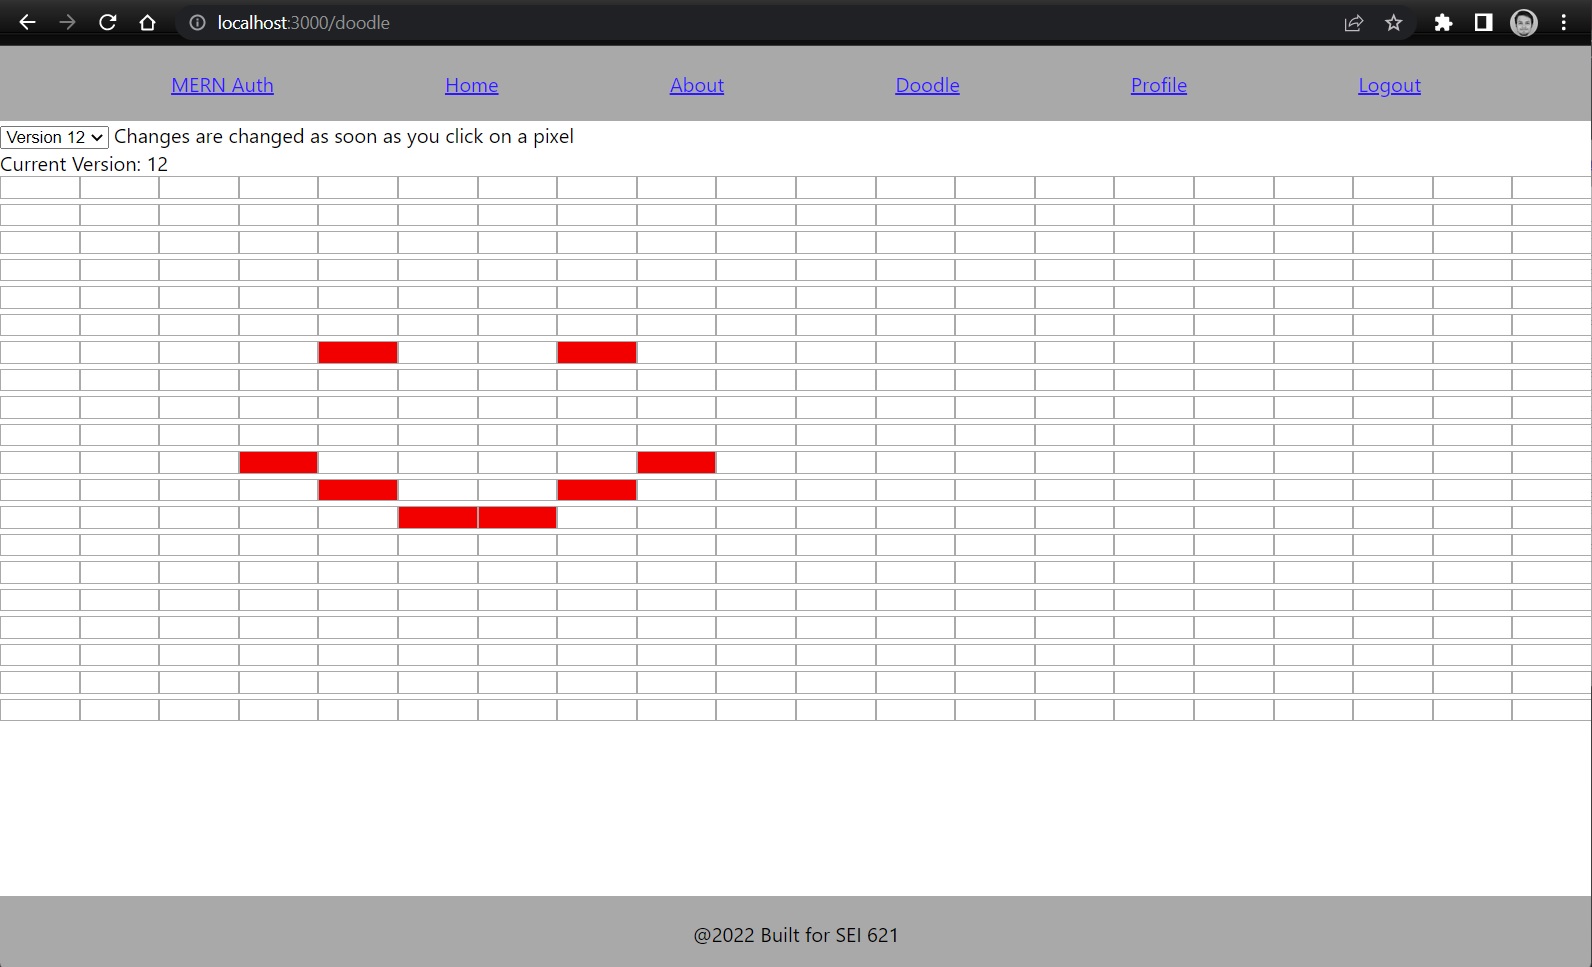 localhost:3000/doodle
MERN Auth Home About Doodle Profile Logout
Version 12 Changes are changed as soon as you click on a pixel
Current Version: 12
@2022 Built for SEI 621